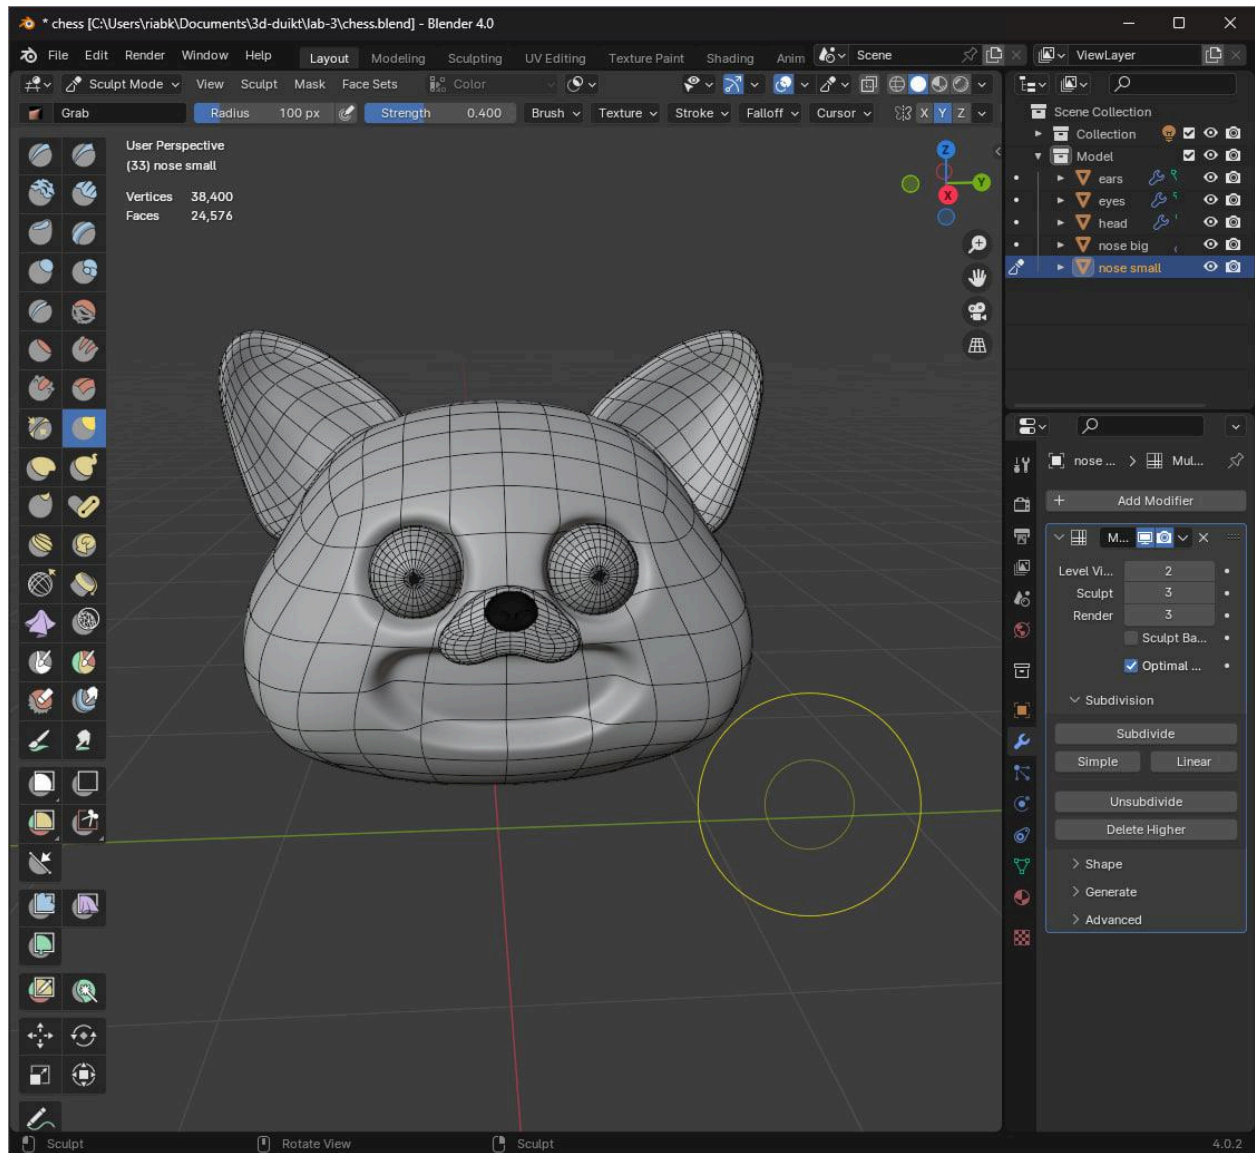 * chess [C:\Users\riabk\Documents\3d-duikt\lab-3\chess.blend] - Blender 4.0
File Edit Render Window Help Layout Modeling Sculpting UV Editing Texture Paint Shading Anim Scene ViewLayer
Sculpt Mode View Sculpt Mask Face Sets Color
Grab Radius 100 px Strength 0.400 Brush Texture Stroke Falloff Cursor X Y Z
User Perspective
(33) nose small
Vertices 38,400
Faces 24,576
Z
Y
X
Scene Collection
Collection
Model
ears
eyes
head
nose big
nose small
nose ... > Mul...
+ Add Modifier
M...
Level Vi... 2
Sculpt 3
Render 3
Sculpt Ba...
Optimal ...
Subdivision
Subdivide
Simple Linear
Unsubdivide
Delete Higher
Shape
Generate
Advanced
Sculpt Rotate View Sculpt 4.0.2